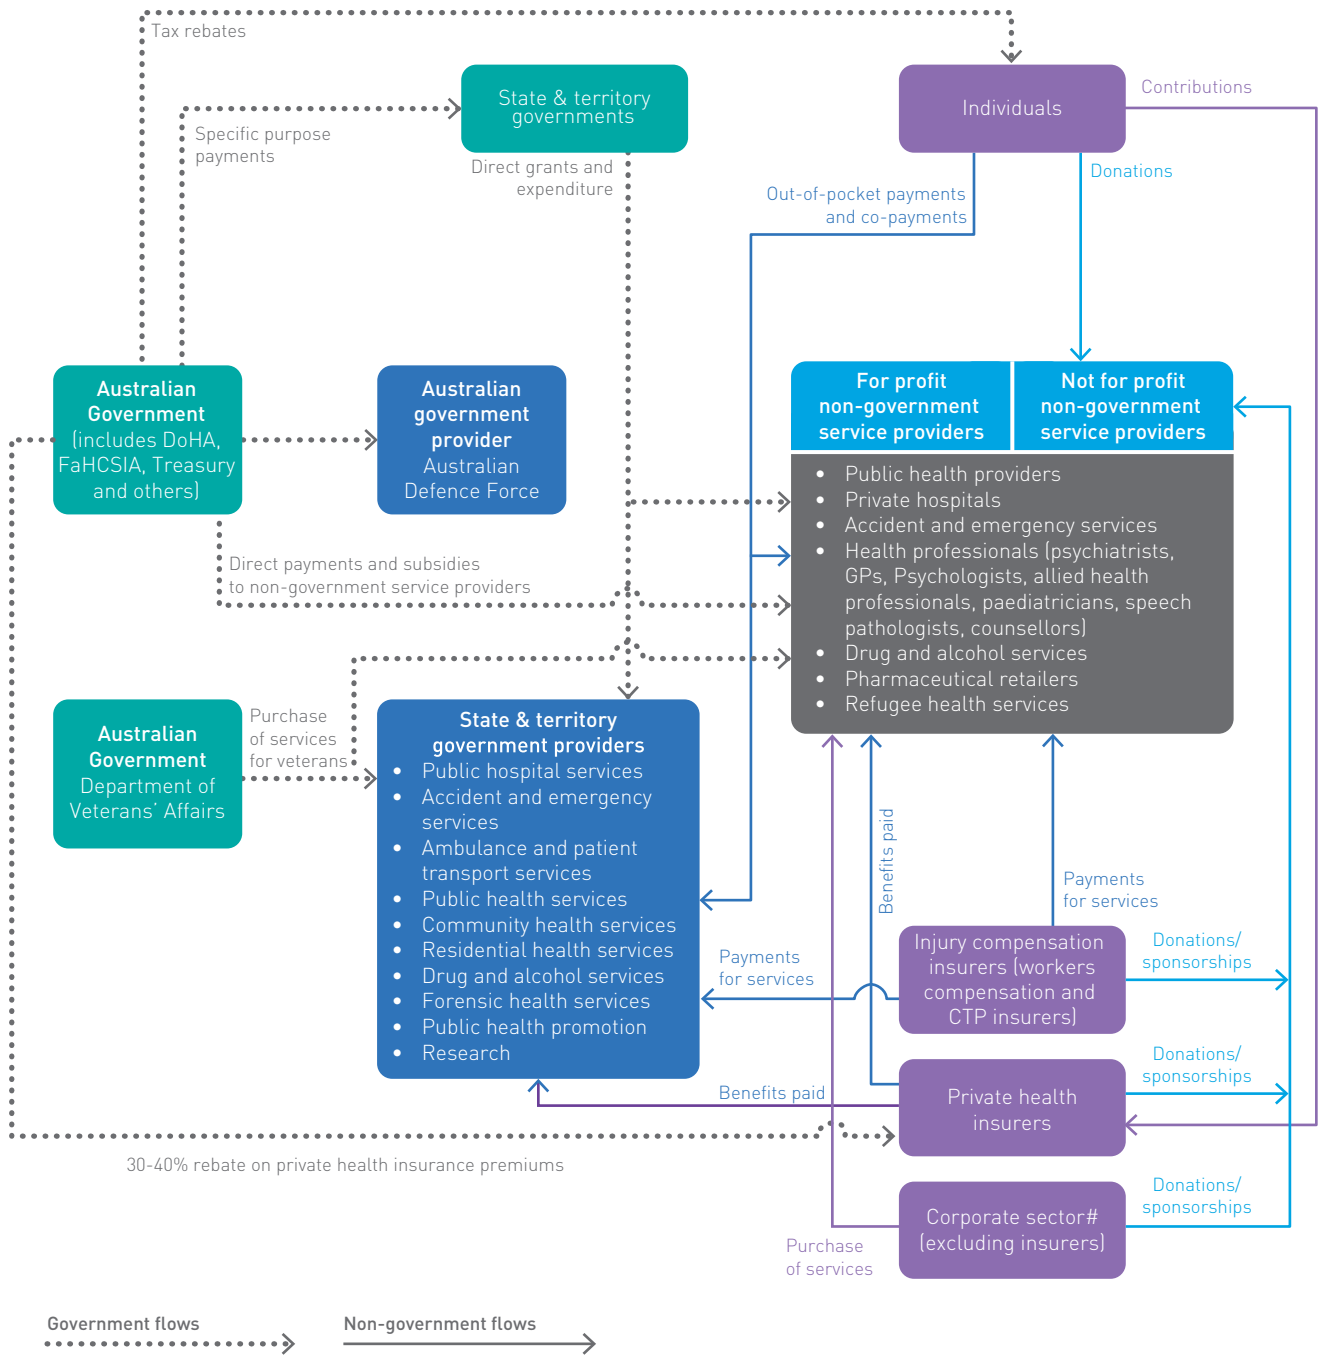 Tax rebates
State & territory
governments
Individuals
Contributions
Specific purpose
payments
Direct grants and
expenditure
Donations
Out-of-pocket payments
and co-payments
Australian
Government
(includes DoHA,
FaHCSIA, Treasury
and others)
Australian
government
provider
Australian
Defence Force
For profit
non-government
service providers
Not for profit
non-government
service providers
• Public health providers
• Private hospitals
• Accident and emergency services
• Health professionals (psychiatrists,
GPs, Psychologists, allied health
professionals, paediatricians, speech
pathologists, counsellors)
• Drug and alcohol services
• Pharmaceutical retailers
• Refugee health services
Direct payments and subsidies
to non-government service providers
Australian
Government
Department of
Veterans' Affairs
Purchase
of services
for veterans
State & territory
government providers
• Public hospital services
• Accident and emergency
services
• Ambulance and patient
transport services
• Public health services
• Community health services
• Residential health services
• Drug and alcohol services
• Forensic health services
• Public health promotion
• Research
Benefits paid
Payments
for services
Payments
for services
Injury compensation
insurers (workers
compensation and
CTP insurers)
Donations/
sponsorships
Benefits paid
Private health
insurers
Donations/
sponsorships
30-40% rebate on private health insurance premiums
Corporate sector#
(excluding insurers)
Donations/
sponsorships
Purchase
of services
Government flows
Non-government flows